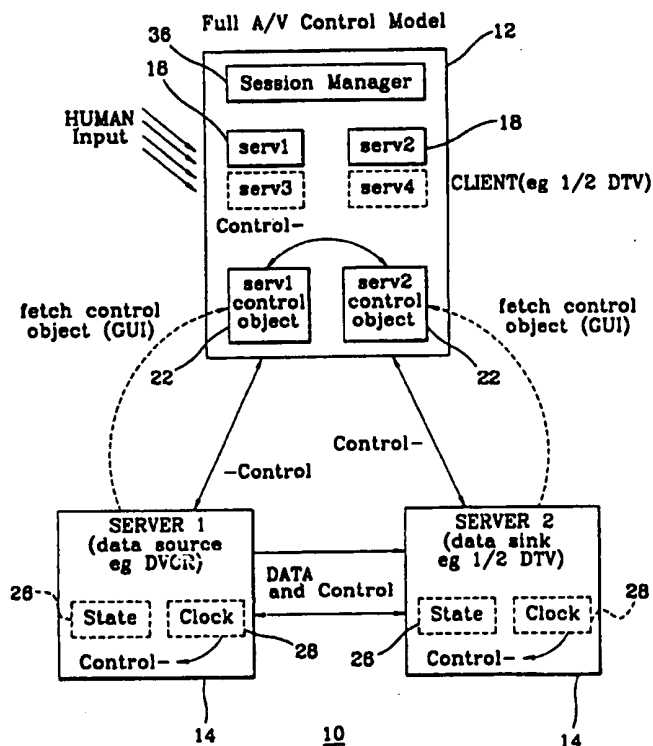 Full A/V Control Model
36
12
Session Manager
18
18
HUMAN
Input
serv1
serv2
serv3
serv4
CLIENT(eg 1/2 DTV)
Control-
serv1
control
object
serv2
control
object
fetch control
object (GUI)
fetch control
object (GUI)
22
22
Control-
-Control
SERVER 1
(data source
eg DVCR)
SERVER 2
(data sink
eg 1/2 DTV)
DATA
and Control
26
State
Clock
28
Control-
26
State
Clock
28
Control-
14
10
14